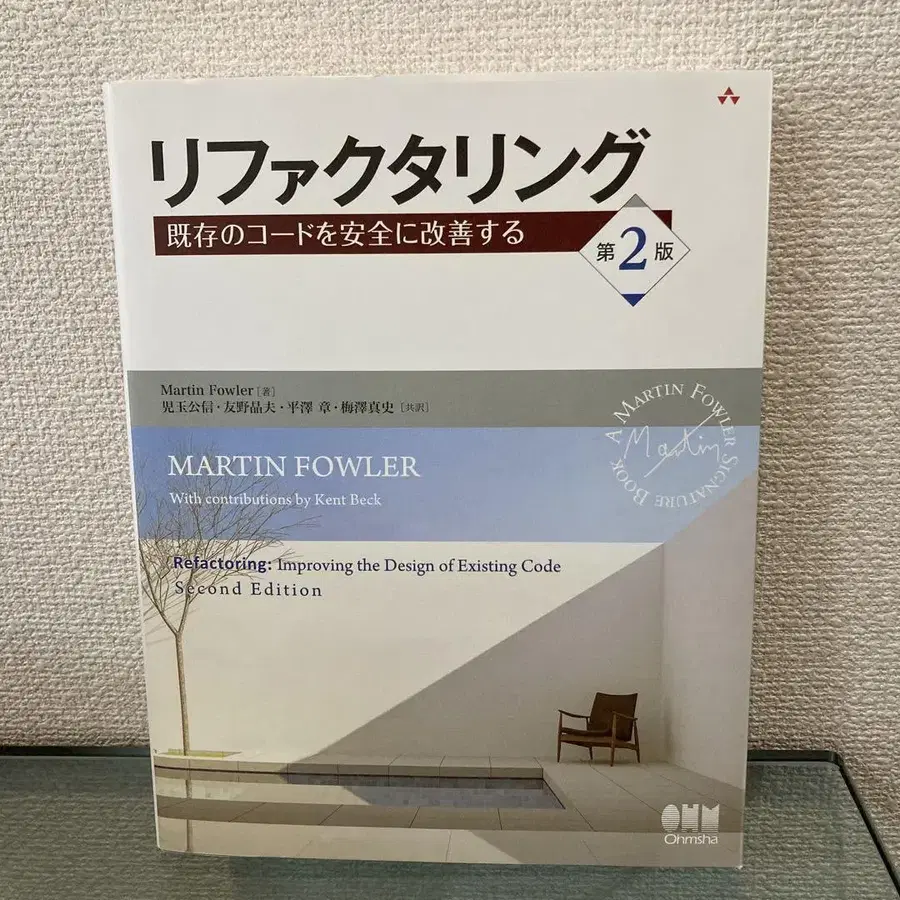 リファクタリング
既存のコードを安全に改善する
第2版
Martin Fowler [著]
児玉公信・友野晶夫・平澤 章・梅澤真史 [共訳]
A MARTIN FOWLER SIGNATURE BOOK
Martin
MARTIN FOWLER
With contributions by Kent Beck
Refactoring: Improving the Design of Existing Code
Second Edition
OHM
Ohmsha